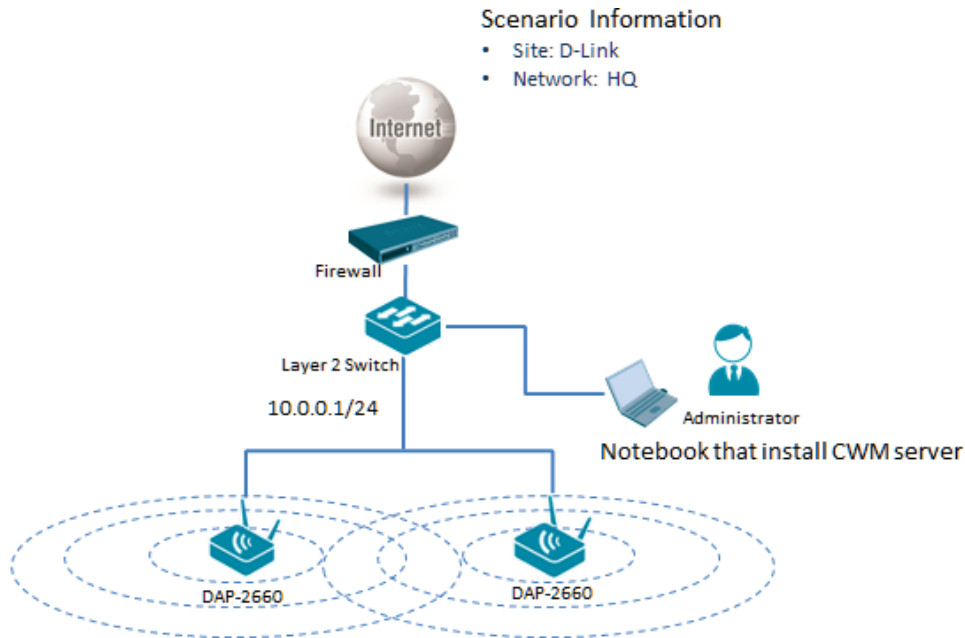 Scenario Information
• Site: D-Link
• Network: HQ
Internet
Firewall
Layer 2 Switch
10.0.0.1/24
Administrator
Notebook that install CWM server
DAP-2660
DAP-2660